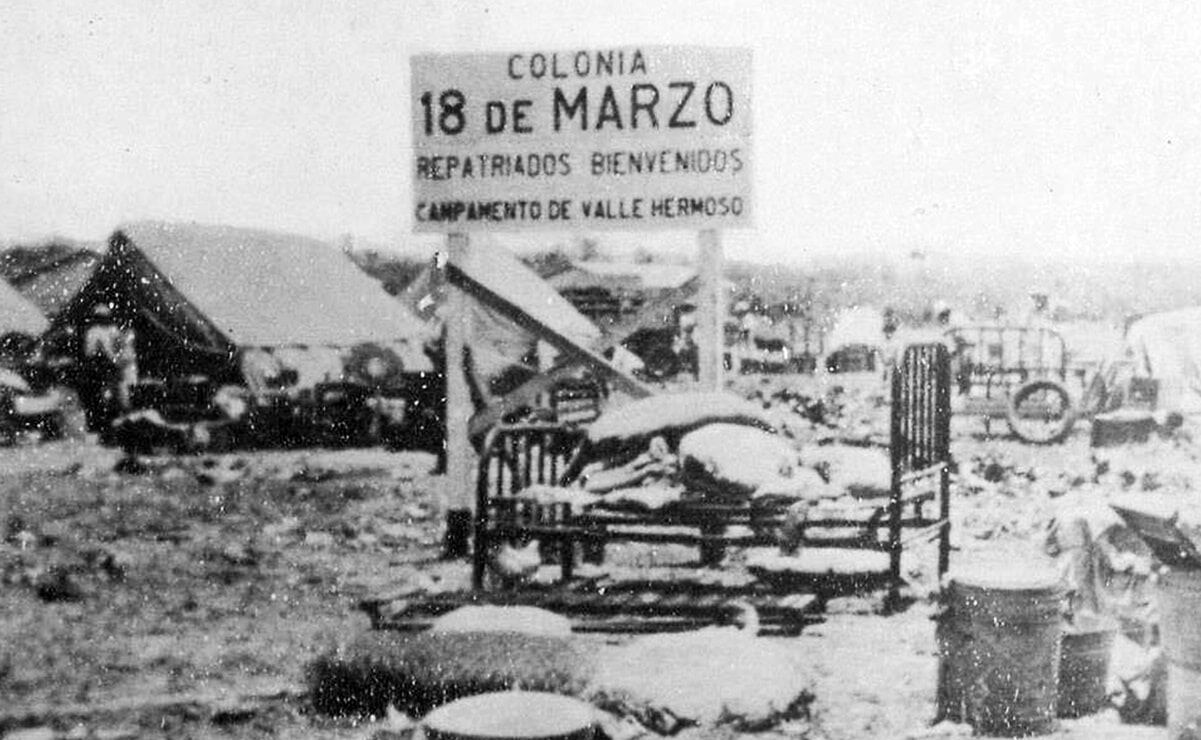 COLONIA
18 DE MARZO
REPATRIADOS BIENVENIDOS
CAMPAMENTO DE VALLE HERMOSO